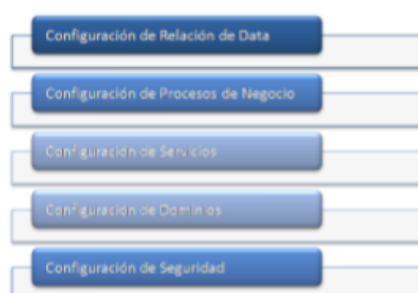 Configuración de Relación de Data
Configuración de Procesos de Negocio
Configuración de Servicios
Configuración de Dominios
Configuración de Seguridad